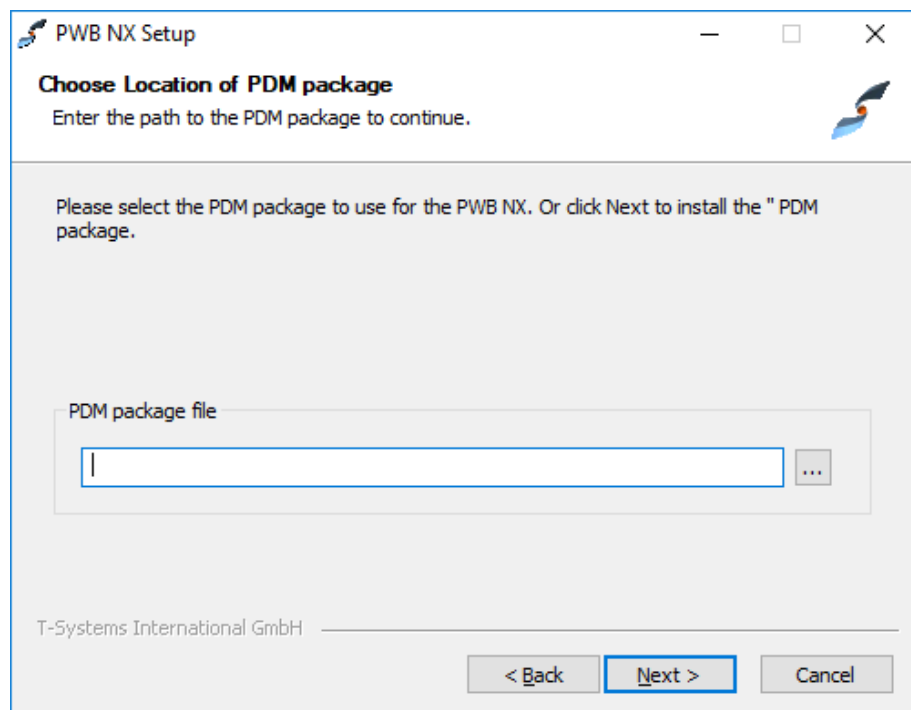 PWB NX Setup
Choose Location of PDM package
Enter the path to the PDM package to continue.
Please select the PDM package to use for the PWB NX. Or click Next to install the '' PDM
package.
PDM package file
...
T-Systems International GmbH
< Back
Next >
Cancel